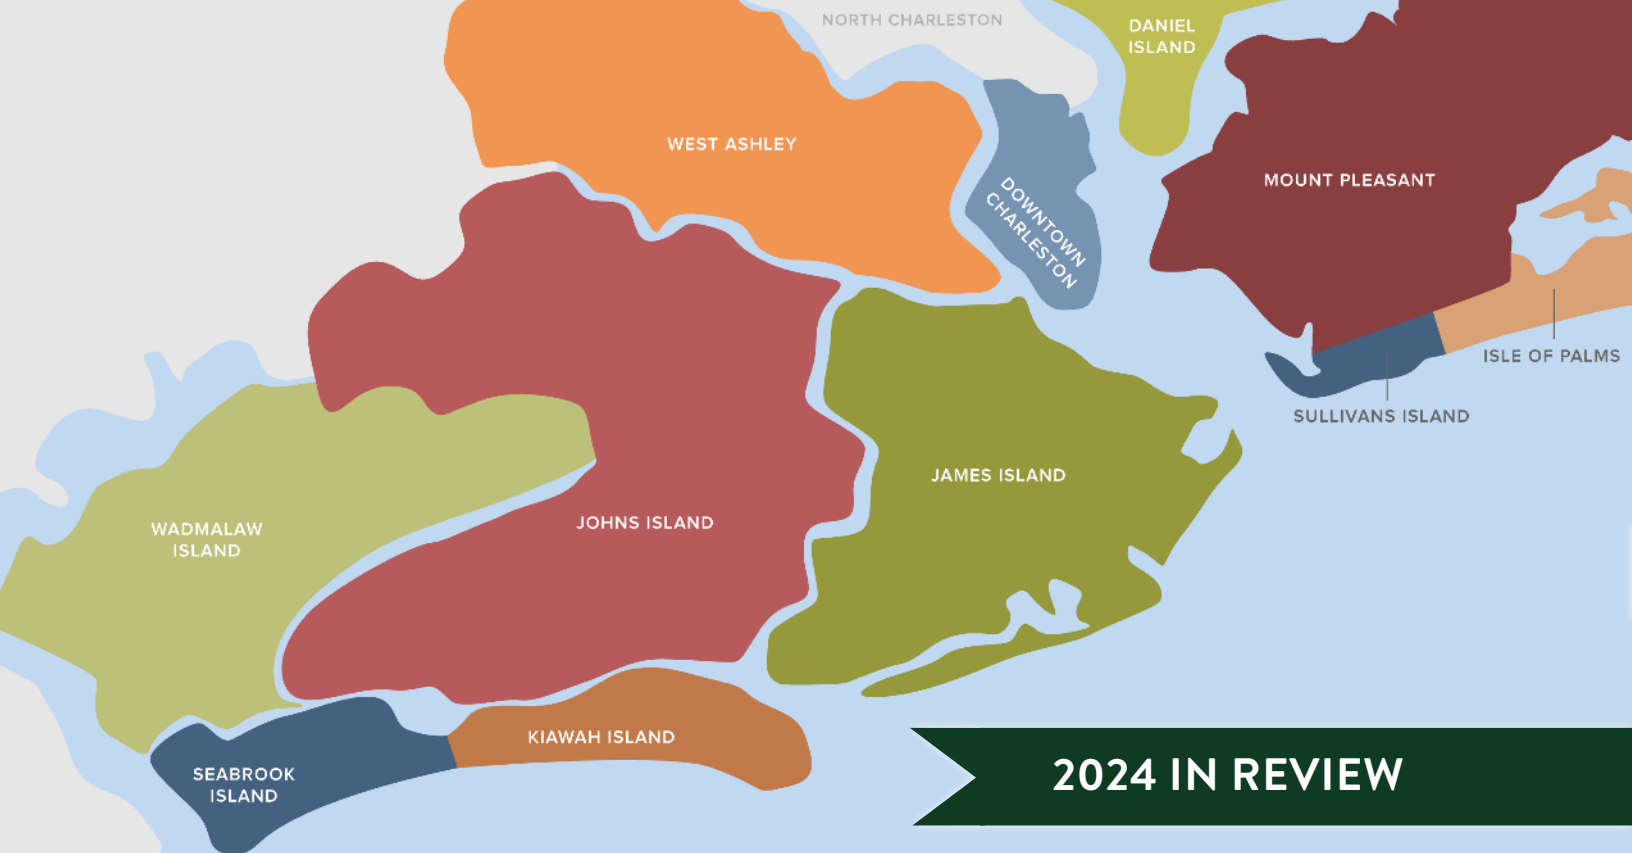 NORTH CHARLESTON
DANIEL
ISLAND
WEST ASHLEY
MOUNT PLEASANT
DOWNTOWN
CHARLESTON
ISLE OF PALMS
SULLIVANS ISLAND
JAMES ISLAND
JOHNS ISLAND
WADMALAW
ISLAND
KIAWAH ISLAND
SEABROOK
ISLAND
2024 IN REVIEW